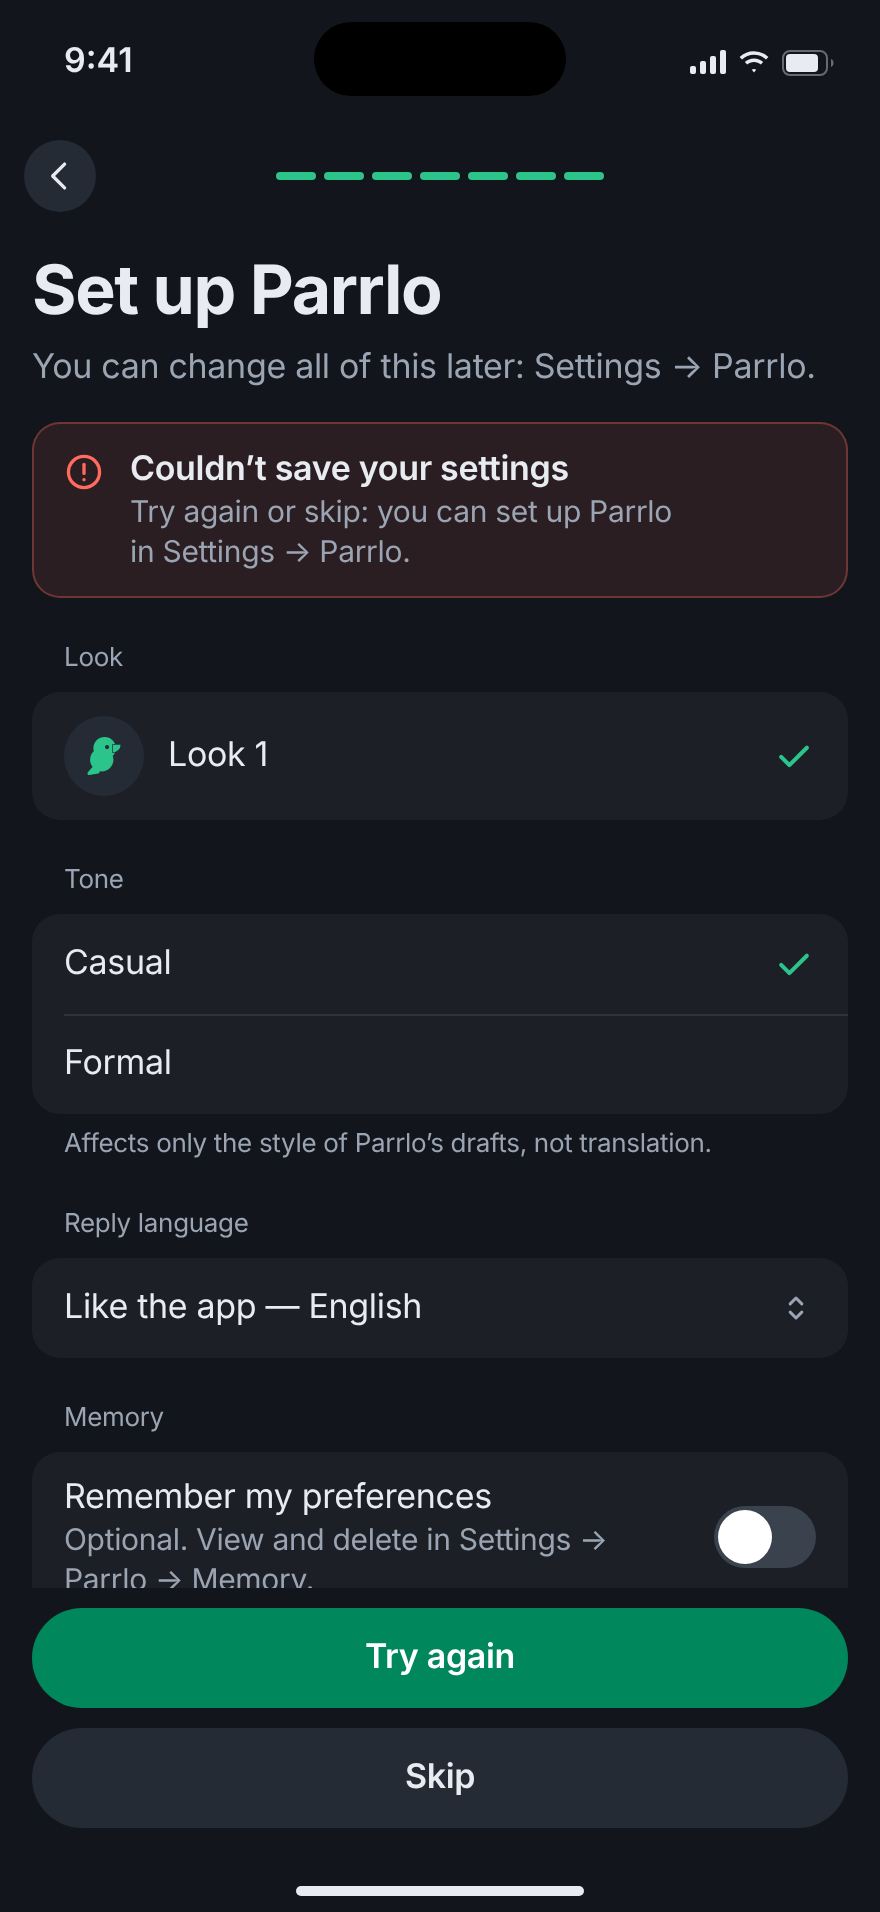 9:41
Set up Parrlo
You can change all of this later: Settings → Parrlo.
Couldn’t save your settings
Try again or skip: you can set up Parrlo
in Settings → Parrlo.
Look
Look 1
Tone
Casual
Formal
Affects only the style of Parrlo’s drafts, not translation.
Reply language
Like the app — English
Memory
Remember my preferences
Optional. View and delete in Settings →
Parrlo → Memory.
Try again
Skip